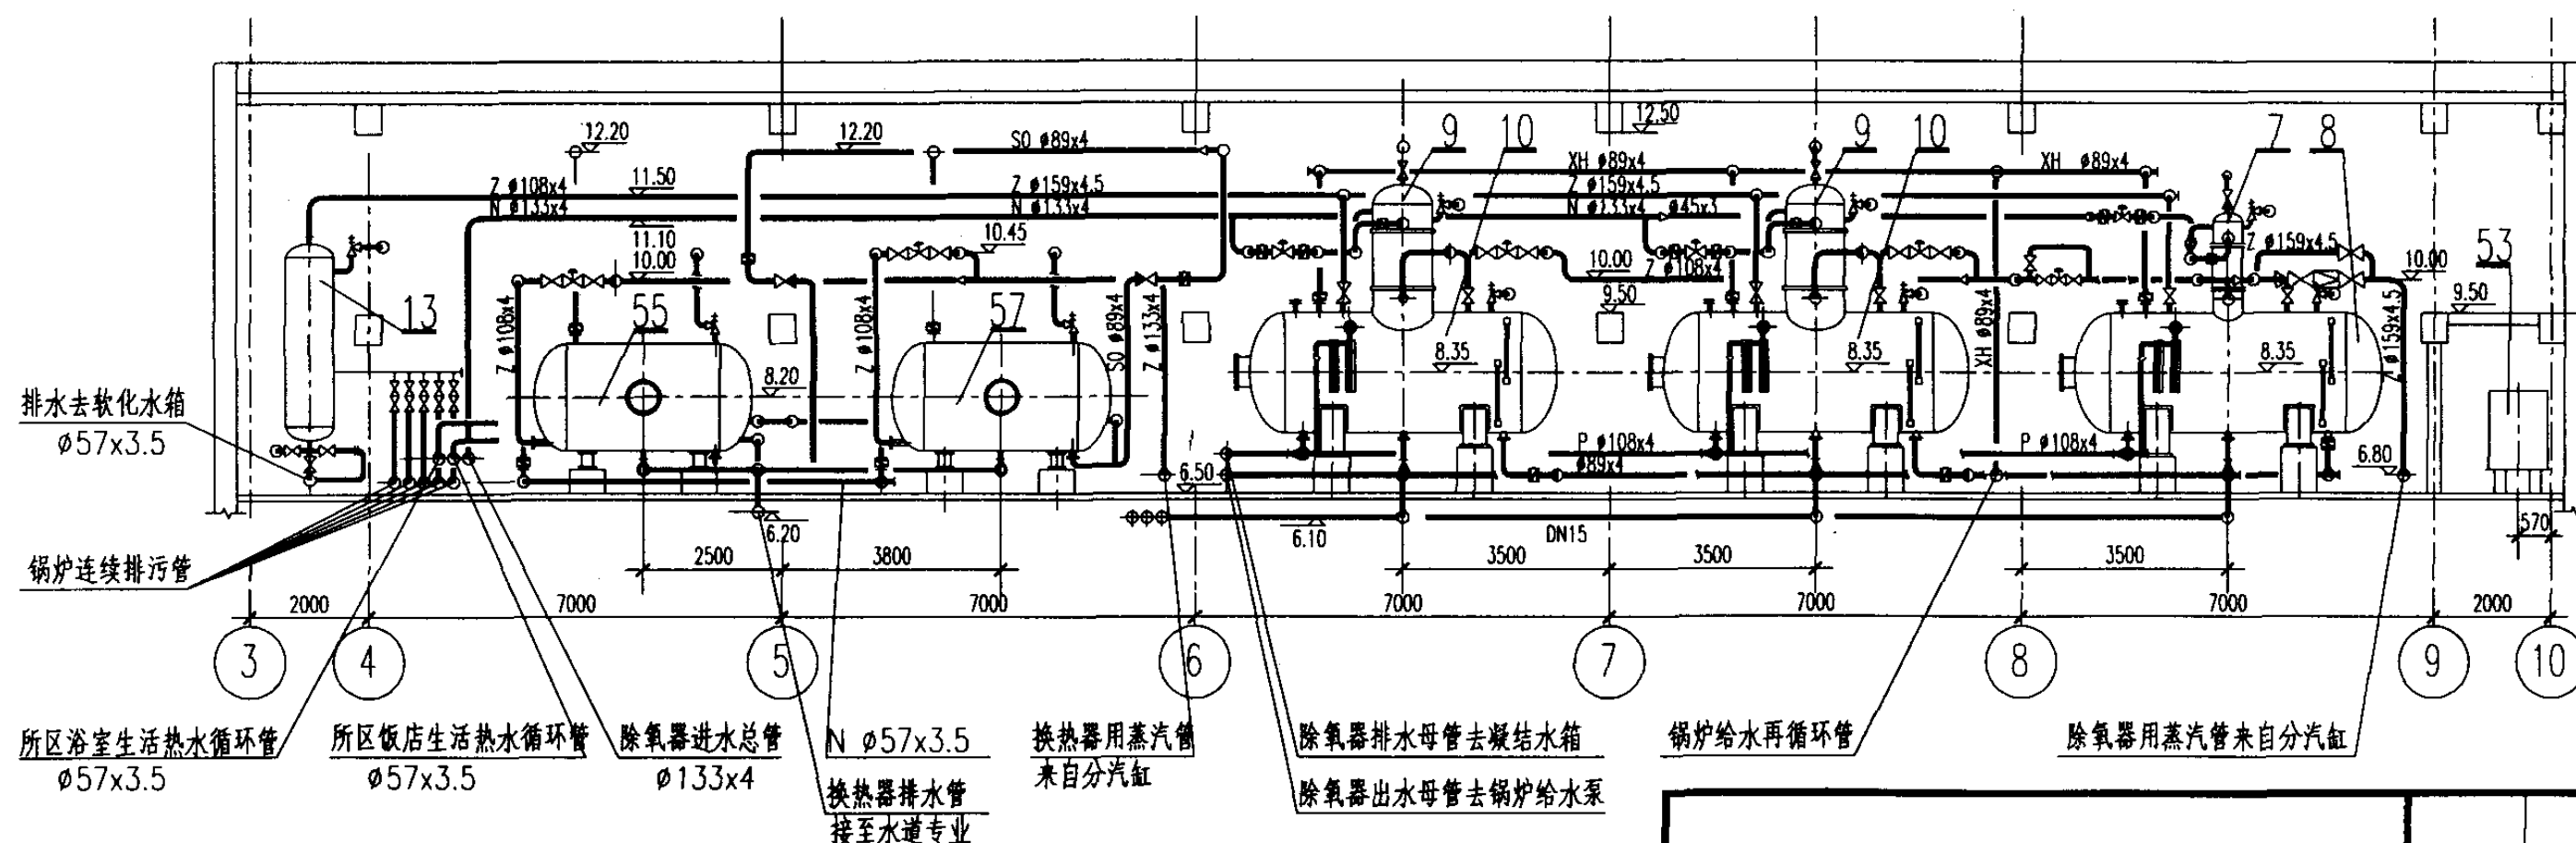 12.50
12.20
12.20
SO ø89x4
9
10
9
10
7
8
XH ø89x4
XH ø89x4
Z ø108x4
11.50
Z ø159x4.5
Z ø159x4.5
N ø133x4
N ø133x4
N ø133x4
ø45x3
11.10
10.00
10.45
10.00
Z ø108x4
Z ø159x4.5
10.00
53
13
55
57
9.50
9.50
Z ø108x4
Z ø108x4
SO ø89x4
Z ø133x4
XH ø89x4
Z ø159x4.5
8.35
8.35
8.35
8.20
排水去软化水箱
ø57x3.5
P ø108x4
ø89x4
P ø108x4
6.50
6.80
6.20
6.10
DN15
570
锅炉连续排污管
2500
3800
3500
3500
3500
2000
7000
7000
7000
7000
7000
2000
3
4
5
6
7
8
9
10
所区浴室生活热水循环管
ø57x3.5
所区饭店生活热水循环管
ø57x3.5
除氧器进水总管
ø133x4
N ø57x3.5
换热器排水管
接至水道专业
换热器用蒸汽管
来自分汽缸
除氧器排水母管去凝结水箱
除氧器出水母管去锅炉给水泵
锅炉给水再循环管
除氧器用蒸汽管来自分汽缸